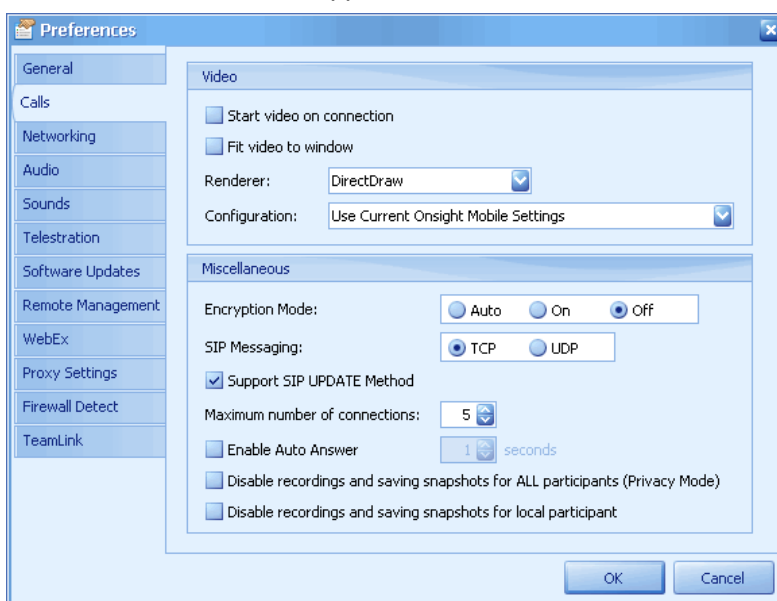 Preferences
General
Calls
Networking
Audio
Sounds
Telestration
Software Updates
Remote Management
WebEx
Proxy Settings
Firewall Detect
TeamLink
Video
Start video on connection
Fit video to window
Renderer: DirectDraw
Configuration: Use Current Onsight Mobile Settings
Miscellaneous
Encryption Mode: Auto On Off
SIP Messaging: TCP UDP
Support SIP UPDATE Method
Maximum number of connections: 5
Enable Auto Answer 1 seconds
Disable recordings and saving snapshots for ALL participants (Privacy Mode)
Disable recordings and saving snapshots for local participant
OK Cancel